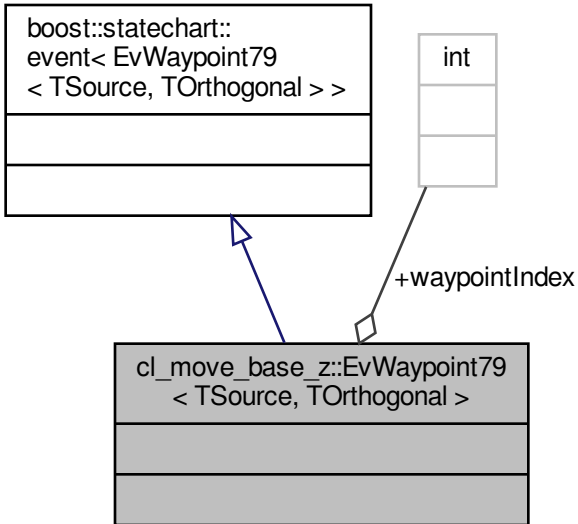 boost::statechart::
event< EvWaypoint79
< TSource, TOrthogonal > >
int
+waypointIndex
cl_move_base_z::EvWaypoint79
< TSource, TOrthogonal >